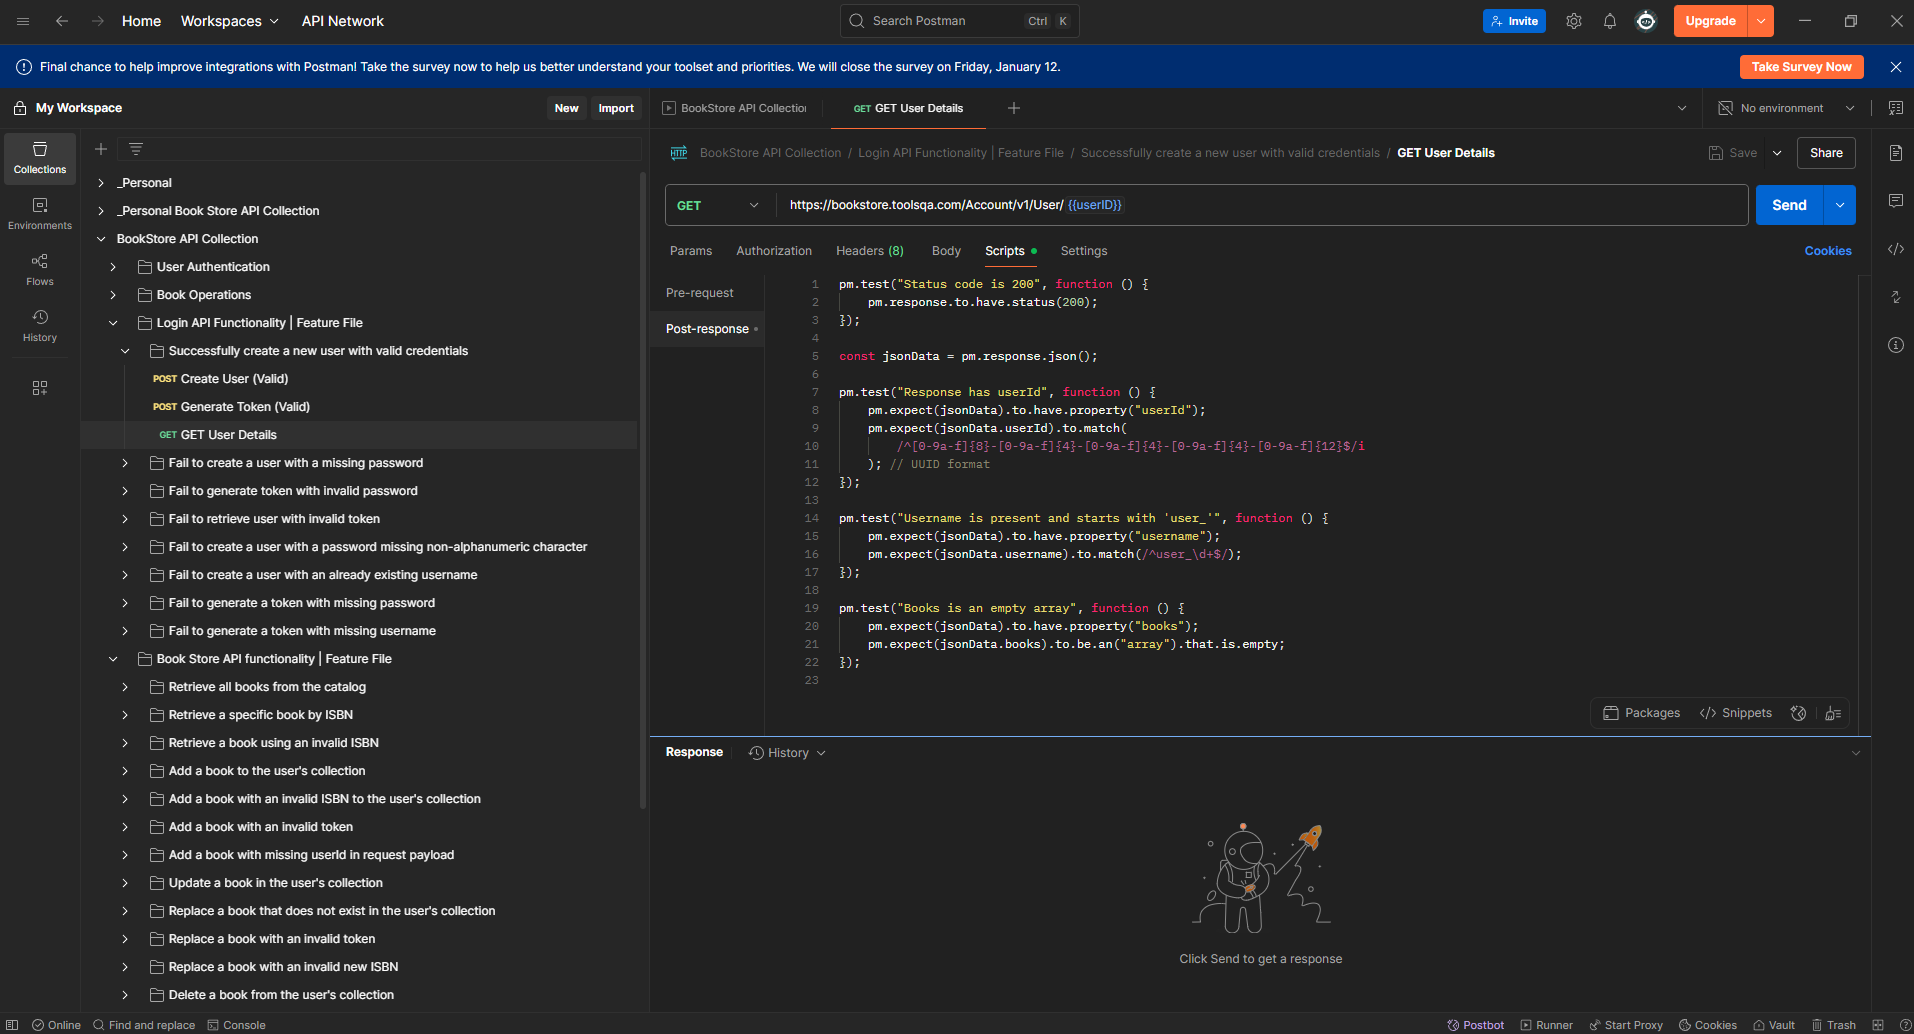 Home Workspaces API Network Search Postman Ctrl K Invite Upgrade
Final chance to help improve integrations with Postman! Take the survey now to help us better understand your toolset and priorities. We will close the survey on Friday, January 12. Take Survey Now
My Workspace New Import
Collections
Environments
Flows
History
_Personal
_Personal Book Store API Collection
BookStore API Collection
User Authentication
Book Operations
Login API Functionality | Feature File
Successfully create a new user with valid credentials
POST Create User (Valid)
POST Generate Token (Valid)
GET GET User Details
Fail to create a user with a missing password
Fail to generate token with invalid password
Fail to retrieve user with invalid token
Fail to create a user with a password missing non-alphanumeric character
Fail to create a user with an already existing username
Fail to generate a token with missing password
Fail to generate a token with missing username
Book Store API functionality | Feature File
Retrieve all books from the catalog
Retrieve a specific book by ISBN
Retrieve a book using an invalid ISBN
Add a book to the user's collection
Add a book with an invalid ISBN to the user's collection
Add a book with an invalid token
Add a book with missing userId in request payload
Update a book in the user's collection
Replace a book that does not exist in the user's collection
Replace a book with an invalid token
Replace a book with an invalid new ISBN
Delete a book from the user's collection
BookStore API Collection GET GET User Details No environment
HTTP BookStore API Collection / Login API Functionality | Feature File / Successfully create a new user with valid credentials / GET User Details Save Share
GET https://bookstore.toolsqa.com/Account/v1/User/ {{userID}} Send
Params Authorization Headers (8) Body Scripts Settings Cookies
Pre-request
Post-response
1 pm.test("Status code is 200", function () {
2 pm.response.to.have.status(200);
3 });
4
5 const jsonData = pm.response.json();
6
7 pm.test("Response has userId", function () {
8 pm.expect(jsonData).to.have.property("userId");
9 pm.expect(jsonData.userId).to.match(
10 /^[0-9a-f]{8}-[0-9a-f]{4}-[0-9a-f]{4}-[0-9a-f]{4}-[0-9a-f]{12}$/i
11 ); // UUID format
12 });
13
14 pm.test("Username is present and starts with 'user_'", function () {
15 pm.expect(jsonData).to.have.property("username");
16 pm.expect(jsonData.username).to.match(/^user_\d+$/);
17 });
18
19 pm.test("Books is an empty array", function () {
20 pm.expect(jsonData).to.have.property("books");
21 pm.expect(jsonData.books).to.be.an("array").that.is.empty;
22 });
23
Packages </> Snippets
Response History
Click Send to get a response
Online Find and replace Console Postbot Runner Start Proxy Cookies Vault Trash